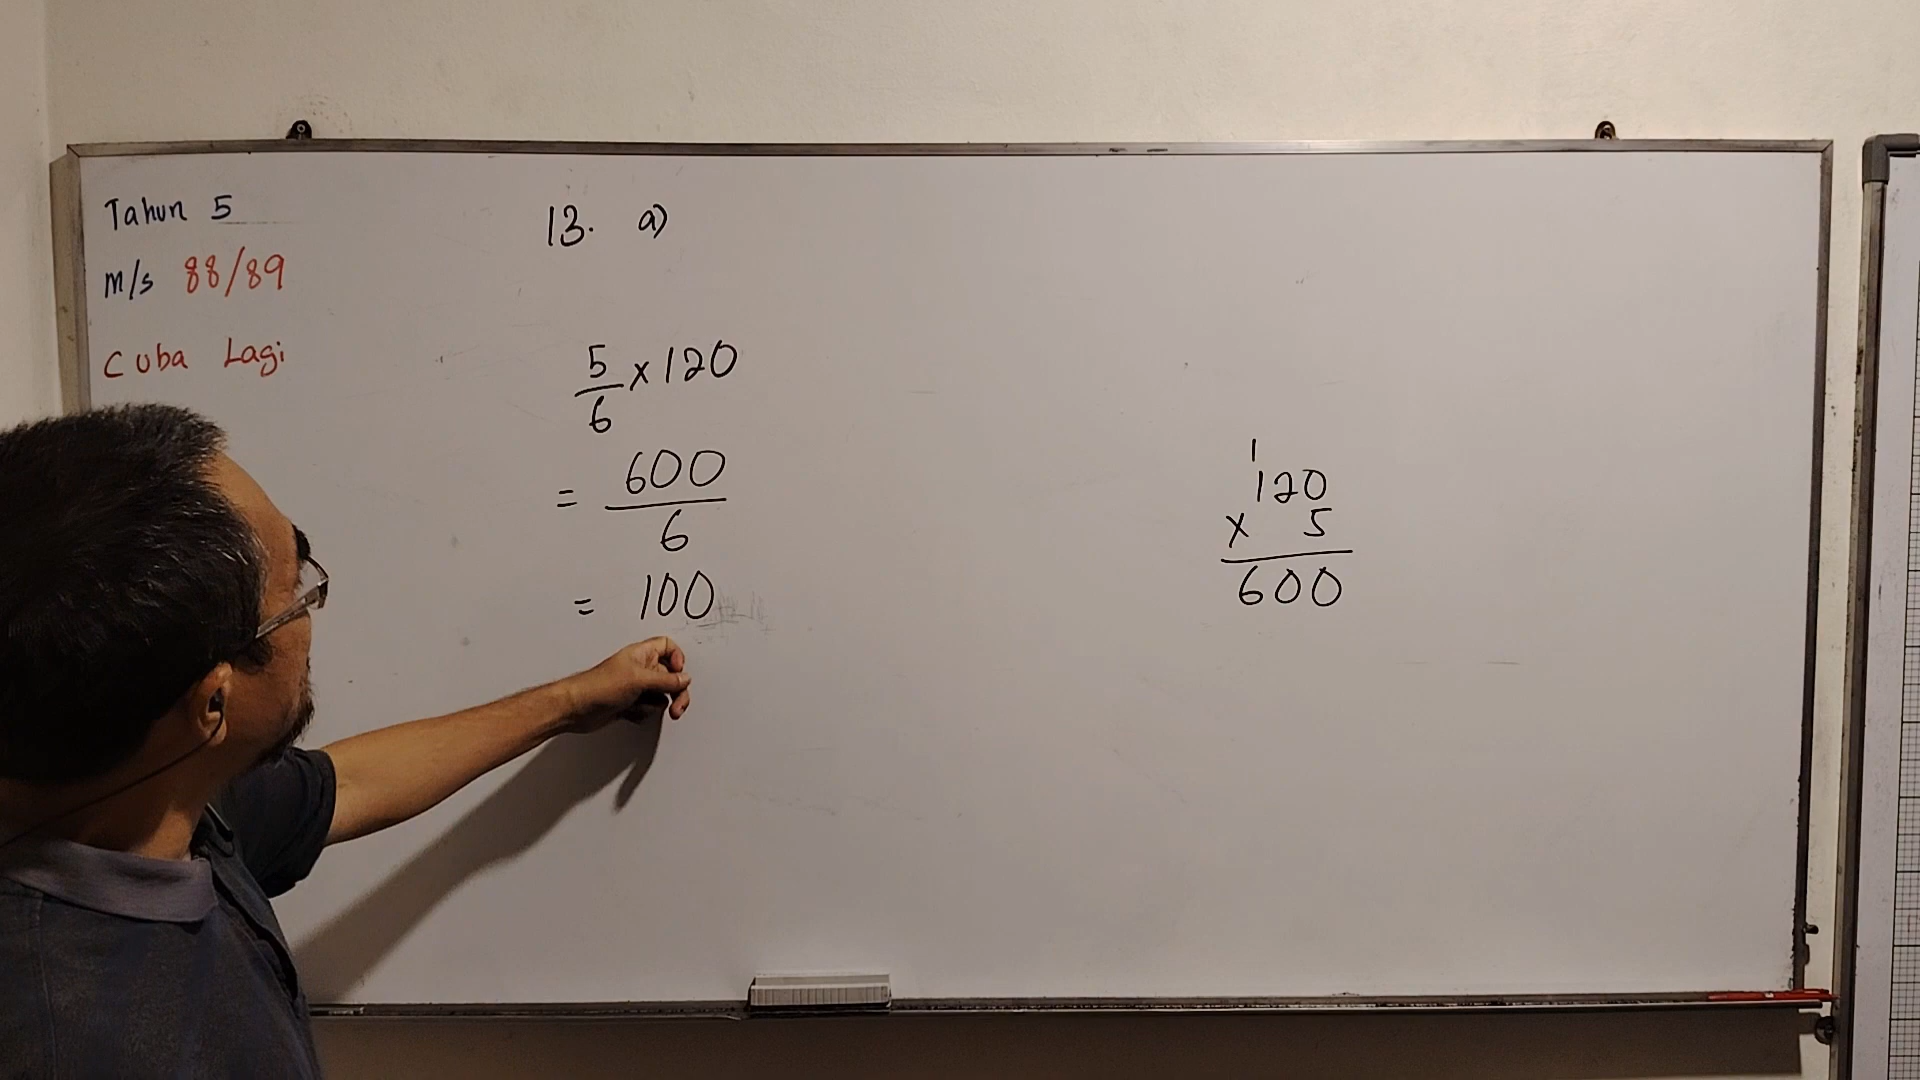 Tahun 5
m/s 88/89
Cuba Lagi
13. a)
5/6 x 120
= 600/6
= 100
1
120
x 5
600